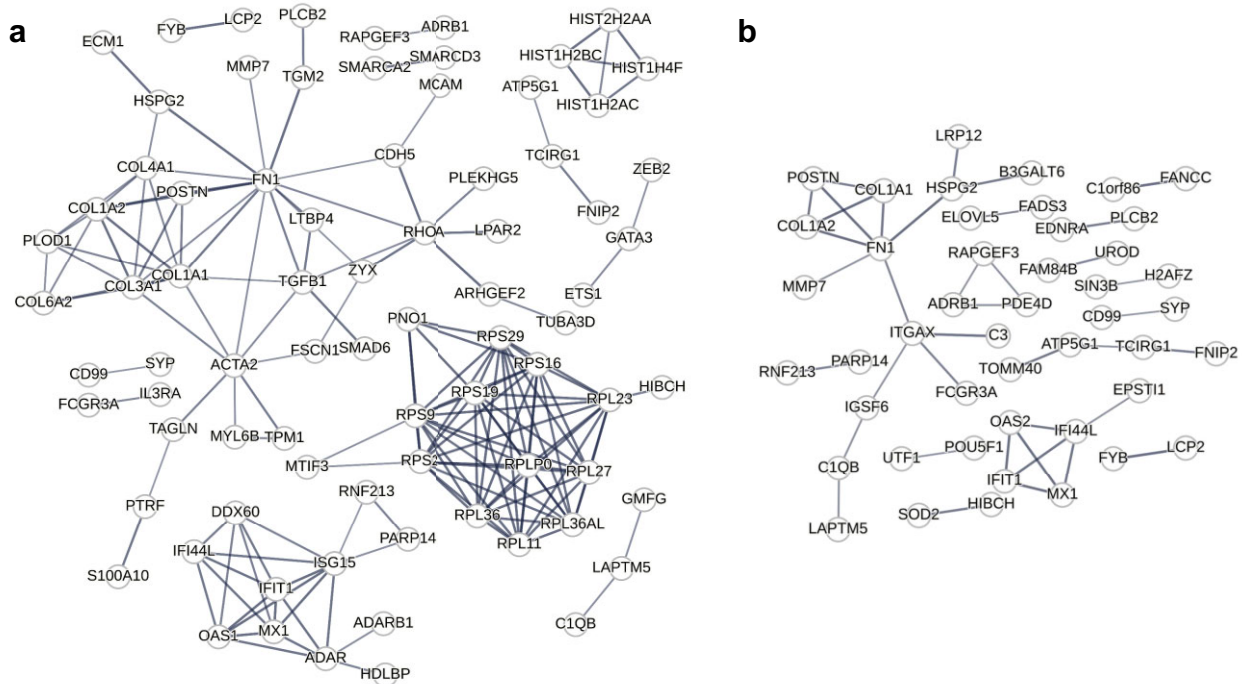 a
b
FYB
LCP2
PLCB2
ECM1
RAPGEF3
ADRB1
HIST2H2AA
MMP7
TGM2
SMARCA2
SMARCD3
HIST1H2BC
HIST1H4F
HSPG2
MCAM
ATP5G1
HIST1H2AC
COL4A1
POSTN
FN1
CDH5
PLEKHG5
TCIRG1
ZEB2
COL1A2
LTBP4
FNIP2
PLOD1
RHOA
LPAR2
GATA3
COL3A1
COL1A1
TGFB1
ZYX
COL6A2
ARHGEF2
ETS1
TUBA3D
PNO1
RPS29
FSCN1
SMAD6
RPS16
CD99
SYP
ACTA2
FCGR3A
IL3RA
RPS19
RPL23
HIBCH
TAGLN
MYL6B
TPM1
RPS9
MTIF3
RPS2
RPLP0
RPL27
PTRF
DDX60
RNF213
RPL36
RPL36AL
GMFG
IFI44L
ISG15
PARP14
RPL11
S100A10
IFIT1
LAPTM5
OAS1
MX1
ADARB1
C1QB
ADAR
HDLBP
LRP12
POSTN
COL1A1
HSPG2
B3GALT6
C1orf86
FANCC
COL1A2
ELOVL5
FADS3
EDNRA
PLCB2
FN1
RAPGEF3
FAM84B
UROD
MMP7
SIN3B
H2AFZ
ADRB1
PDE4D
CD99
SYP
ITGAX
C3
ATP5G1
TCIRG1
FNIP2
RNF213
PARP14
TOMM40
FCGR3A
EPSTI1
IGSF6
OAS2
IFI44L
UTF1
POU5F1
FYB
LCP2
C1QB
IFIT1
MX1
SOD2
HIBCH
LAPTM5